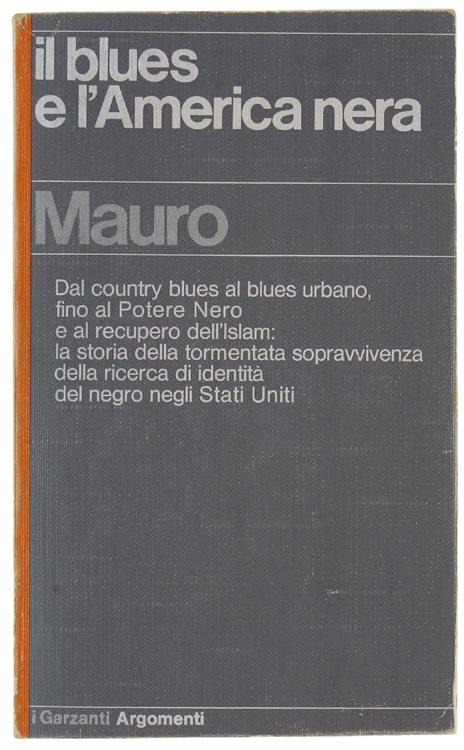 il blues
e l'America nera
Mauro
Dal country blues al blues urbano,
fino al Potere Nero
e al recupero dell'Islam:
la storia della tormentata sopravvivenza
della ricerca di identità
del negro negli Stati Uniti
i Garzanti Argomenti